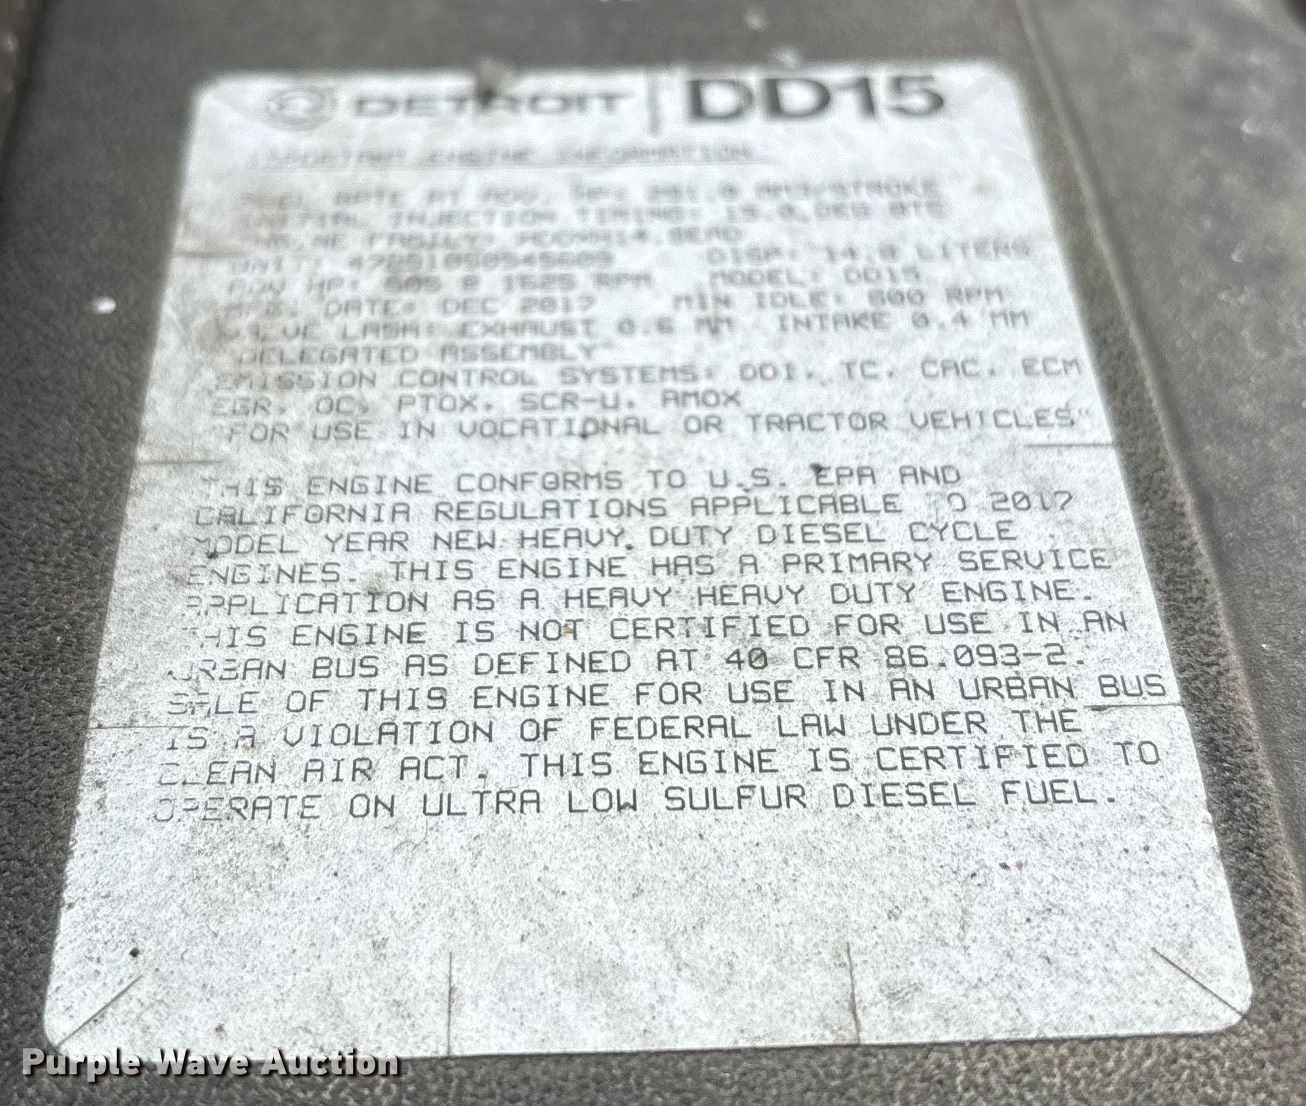 DETROIT DD15
IMPORTANT ENGINE INFORMATION
RATE AT ADV. HP: MM3/STROKE
INITIAL INJECTION TIMING: 15.0 DEG BTC
ENGINE FAMILY:
UNIT: DISP: 14.8 LITERS
ADV HP: 505 @ 1625 RPM MODEL: DD15
DATE: DEC 2017 MIN IDLE: 600 RPM
VALVE LASH: EXHAUST 0.6 MM INTAKE 0.4 MM
"DELEGATED ASSEMBLY"
EMISSION CONTROL SYSTEMS: DDI, TC, CAC, ECM
EGR, OC, PTOX, SCR-U, AMOX
"FOR USE IN VOCATIONAL OR TRACTOR VEHICLES"
THIS ENGINE CONFORMS TO U.S. EPA AND
CALIFORNIA REGULATIONS APPLICABLE TO 2017
MODEL YEAR NEW HEAVY DUTY DIESEL CYCLE
ENGINES. THIS ENGINE HAS A PRIMARY SERVICE
APPLICATION AS A HEAVY HEAVY DUTY ENGINE.
THIS ENGINE IS NOT CERTIFIED FOR USE IN AN
URBAN BUS AS DEFINED AT 40 CFR 86.093-2.
SALE OF THIS ENGINE FOR USE IN AN URBAN BUS
IS A VIOLATION OF FEDERAL LAW UNDER THE
CLEAN AIR ACT. THIS ENGINE IS CERTIFIED TO
OPERATE ON ULTRA LOW SULFUR DIESEL FUEL.
Purple Wave Auction